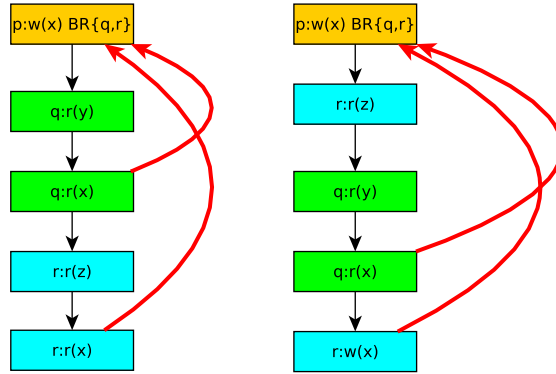 p:w(x) BR{q,r}
q:r(y)
q:r(x)
r:r(z)
r:r(x)
p:w(x) BR{q,r}
r:r(z)
q:r(y)
q:r(x)
r:w(x)